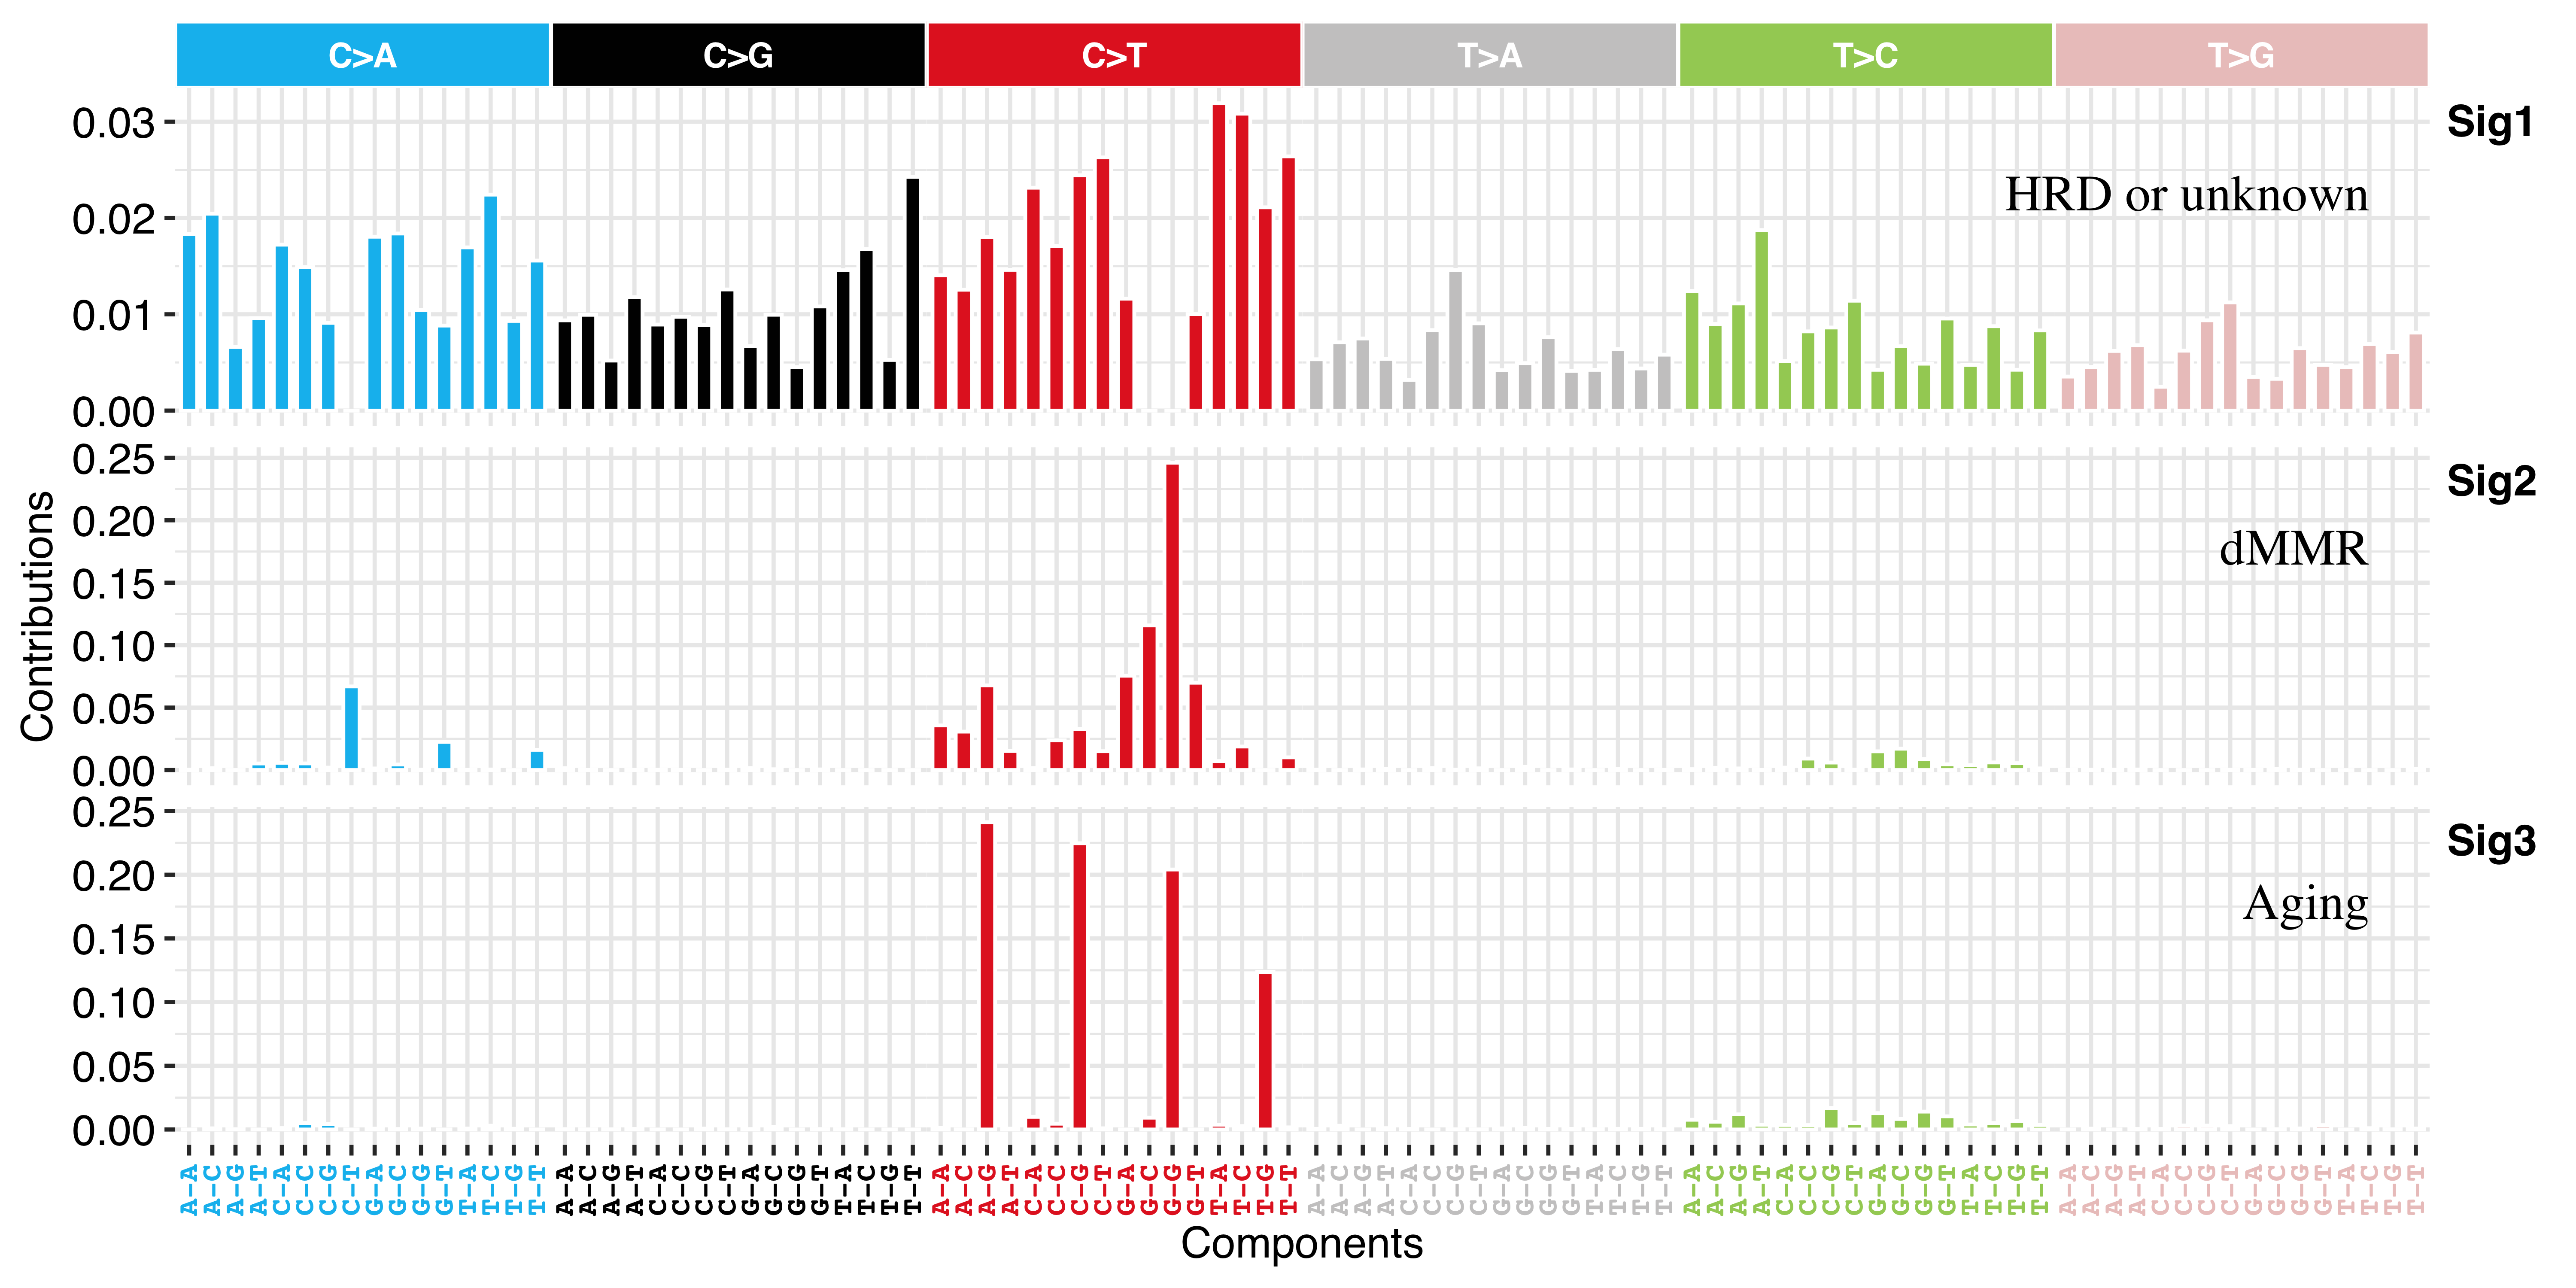 C>A C>G C>T T>A T>C T>G
Sig1
HRD or unknown
0.03
0.02
0.01
0.00
Sig2
dMMR
0.25
0.20
0.15
0.10
0.05
0.00
Sig3
Aging
0.25
0.20
0.15
0.10
0.05
0.00
Contributions
A–A A–C A–G A–T C–A C–C C–G C–T G–A G–C G–G G–T T–A T–C T–G T–T A–A A–C A–G A–T C–A C–C C–G C–T G–A G–C G–G G–T T–A T–C T–G T–T A–A A–C A–G A–T C–A C–C C–G C–T G–A G–C G–G G–T T–A T–C T–G T–T A–A A–C A–G A–T C–A C–C C–G C–T G–A G–C G–G G–T T–A T–C T–G T–T A–A A–C A–G A–T C–A C–C C–G C–T G–A G–C G–G G–T T–A T–C T–G T–T A–A A–C A–G A–T C–A C–C C–G C–T G–A G–C G–G G–T T–A T–C T–G T–T
Components